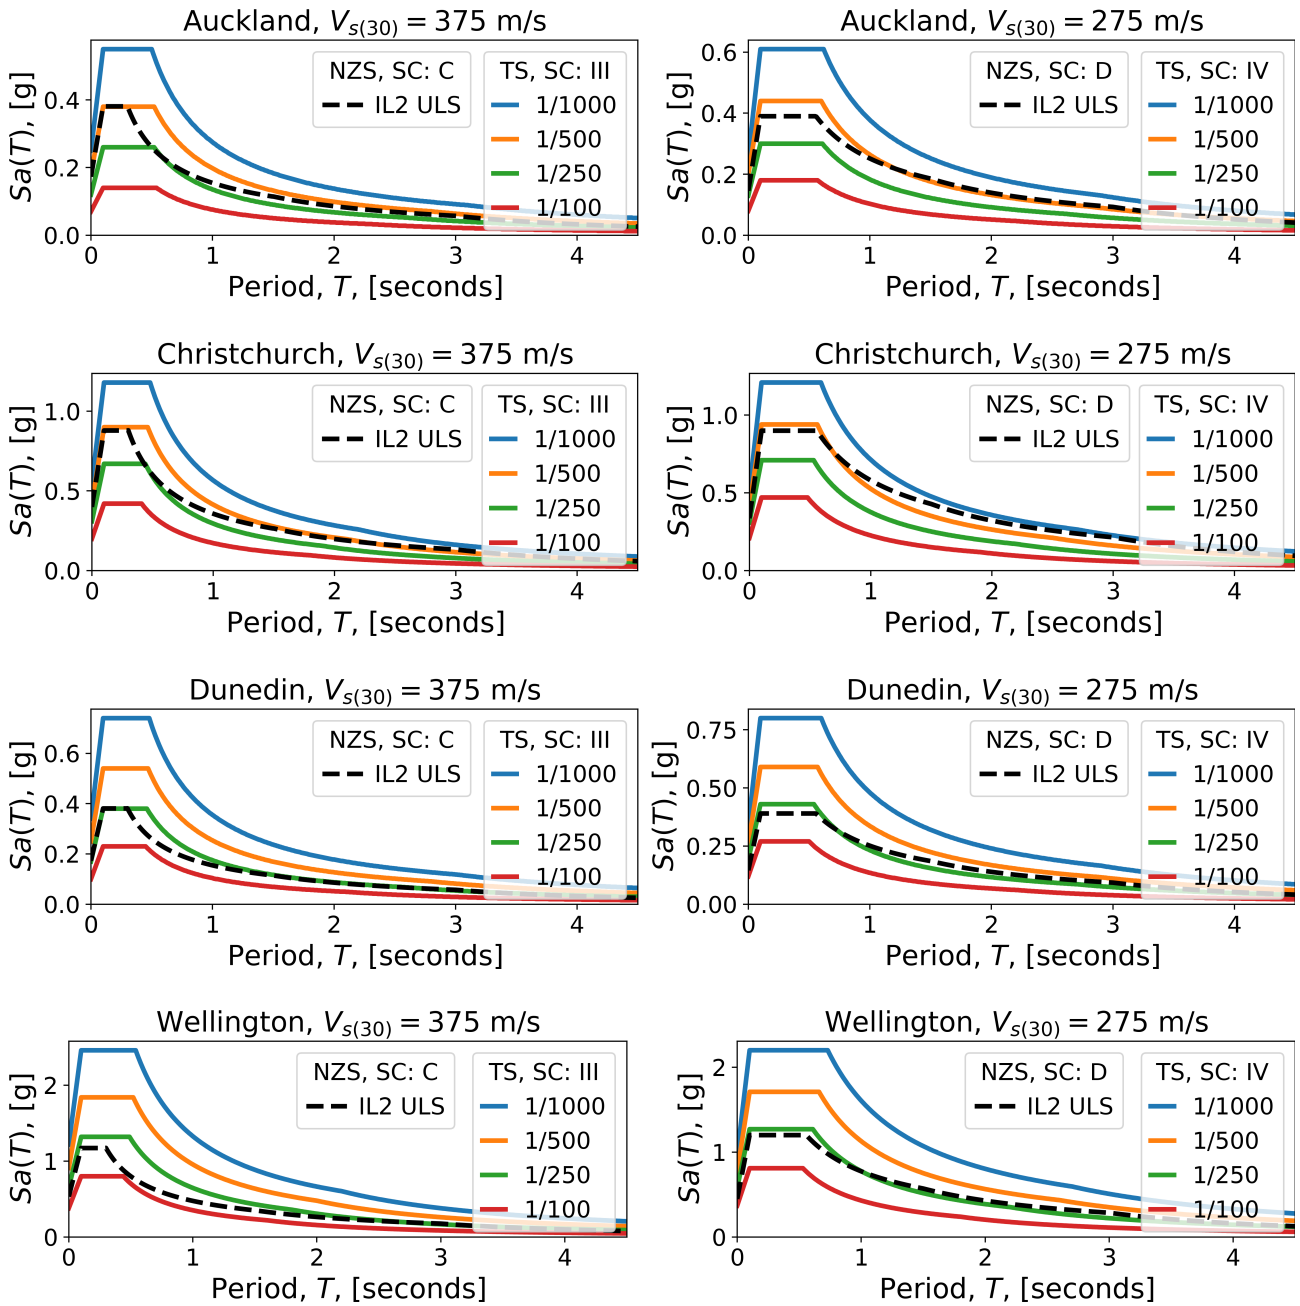 Auckland, Vs(30) = 375 m/s
Sa(T), [g]
0.4
0.2
0.0
NZS, SC: C
IL2 ULS
TS, SC: III
1/1000
1/500
1/250
1/100
0 1 2 3 4
Period, T, [seconds]
Auckland, Vs(30) = 275 m/s
Sa(T), [g]
0.6
0.4
0.2
0.0
NZS, SC: D
IL2 ULS
TS, SC: IV
1/1000
1/500
1/250
1/100
0 1 2 3 4
Period, T, [seconds]
Christchurch, Vs(30) = 375 m/s
Sa(T), [g]
1.0
0.5
0.0
NZS, SC: C
IL2 ULS
TS, SC: III
1/1000
1/500
1/250
1/100
0 1 2 3 4
Period, T, [seconds]
Christchurch, Vs(30) = 275 m/s
Sa(T), [g]
1.0
0.5
0.0
NZS, SC: D
IL2 ULS
TS, SC: IV
1/1000
1/500
1/250
1/100
0 1 2 3 4
Period, T, [seconds]
Dunedin, Vs(30) = 375 m/s
Sa(T), [g]
0.6
0.4
0.2
0.0
NZS, SC: C
IL2 ULS
TS, SC: III
1/1000
1/500
1/250
1/100
0 1 2 3 4
Period, T, [seconds]
Dunedin, Vs(30) = 275 m/s
Sa(T), [g]
0.75
0.50
0.25
0.00
NZS, SC: D
IL2 ULS
TS, SC: IV
1/1000
1/500
1/250
1/100
0 1 2 3 4
Period, T, [seconds]
Wellington, Vs(30) = 375 m/s
Sa(T), [g]
2
1
0
NZS, SC: C
IL2 ULS
TS, SC: III
1/1000
1/500
1/250
1/100
0 1 2 3 4
Period, T, [seconds]
Wellington, Vs(30) = 275 m/s
Sa(T), [g]
2
1
0
NZS, SC: D
IL2 ULS
TS, SC: IV
1/1000
1/500
1/250
1/100
0 1 2 3 4
Period, T, [seconds]